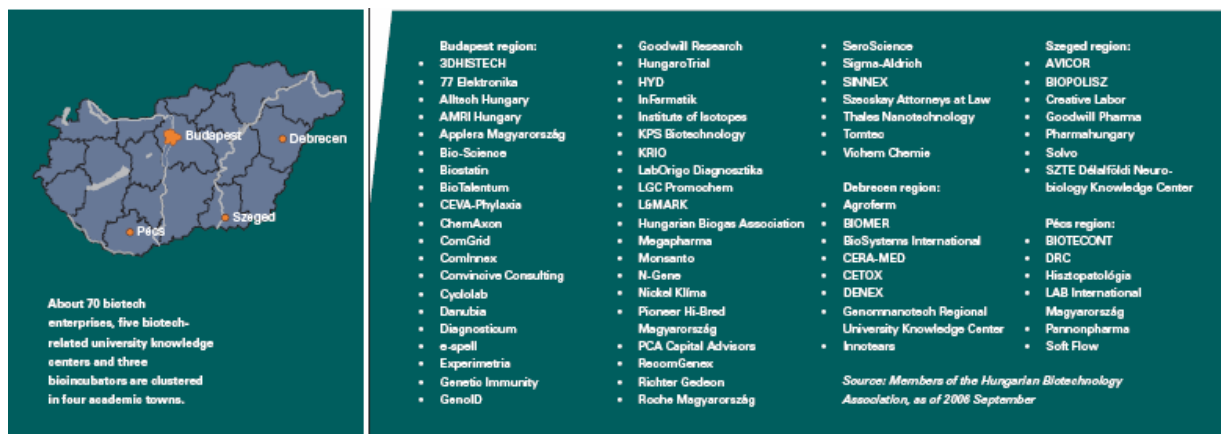 Budapest
Debrecen
Szeged
Pécs
About 70 biotech
enterprises, five biotech-
related university knowledge
centers and three
bioincubators are clustered
in four academic towns.
Budapest region:
• 3DHISTECH
• 77 Elektronika
• Alltech Hungary
• AMRI Hungary
• Applera Magyarország
• Bio-Science
• Biostatin
• BioTalentum
• CEVA-Phylaxia
• ChemAxon
• ComGrid
• ComInnex
• Convincive Consulting
• Cyclolab
• Danubia
• Diagnosticum
• e-spell
• Experimetria
• Genetic Immunity
• GenoID
• Goodwill Research
• HungaroTrial
• HYD
• InFarmatik
• Institute of Isotopes
• KPS Biotechnology
• KRIO
• LabOrigo Diagnosztika
• LGC Promochem
• L&MARK
• Hungarian Biogas Association
• Megapharma
• Monsanto
• N-Gene
• Nickel Klíma
• Pioneer Hi-Bred
Magyarország
• PCA Capital Advisors
• RecomGenex
• Richter Gedeon
• Roche Magyarország
• SeroScience
• Sigma-Aldrich
• SINNEX
• Szecskay Attorneys at Law
• Thales Nanotechnology
• Tomtec
• Vichem Chemie
Debrecen region:
• Agroferm
• BIOMER
• BioSystems International
• CERA-MED
• CETOX
• DENEX
• Genomnanotech Regional
University Knowledge Center
• Innotears
Source: Members of the Hungarian Biotechnology
Association, as of 2006 September
Szeged region:
• AVICOR
• BIOPOLISZ
• Creative Labor
• Goodwill Pharma
• Pharmahungary
• Solvo
• SZTE Délalföldi Neuro-
biology Knowledge Center
Pécs region:
• BIOTECONT
• DRC
• Hisztopatológia
• LAB International
Magyarország
• Pannonpharma
• Soft Flow